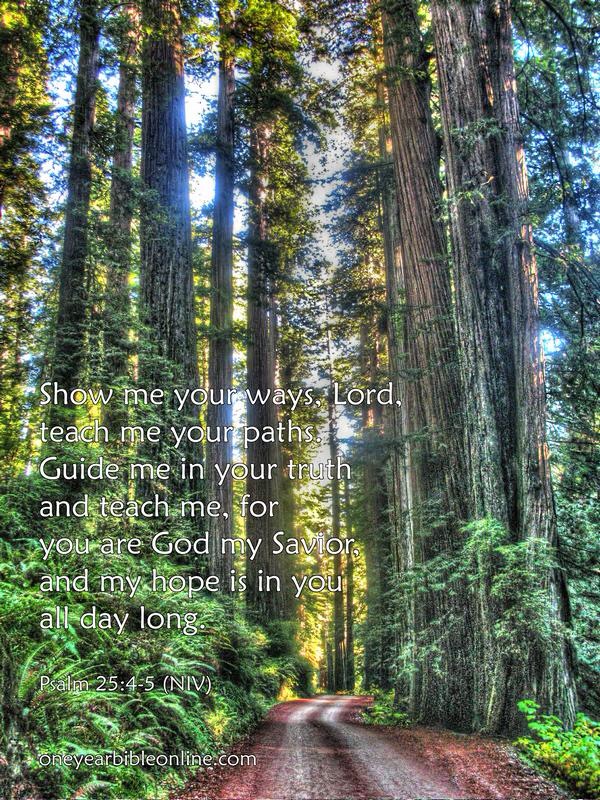 Show me your ways, Lord,
teach me your paths.
Guide me in your truth
and teach me, for
you are God my Savior,
and my hope is in you
all day long.
Psalm 25:4-5 (NIV)
oneyearbibleonline.com